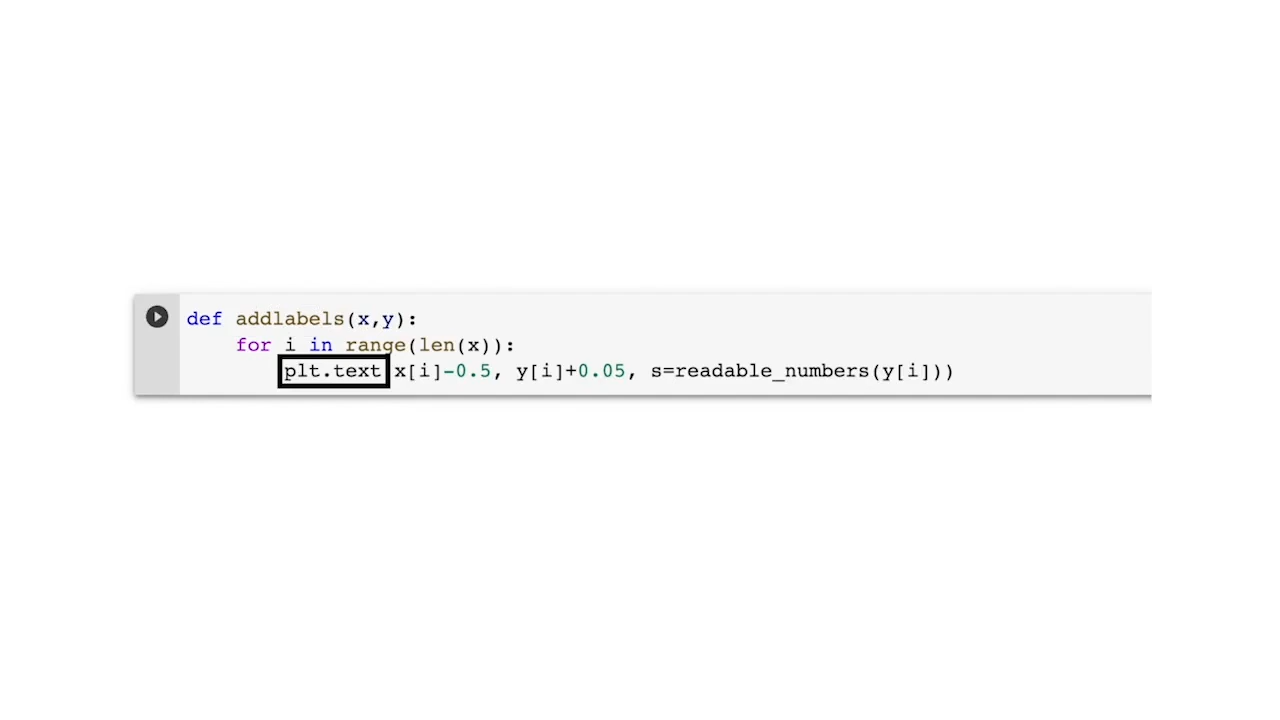 def addlabels(x,y):
    for i in range(len(x)):
        plt.text x[i]-0.5, y[i]+0.05, s=readable_numbers(y[i]))